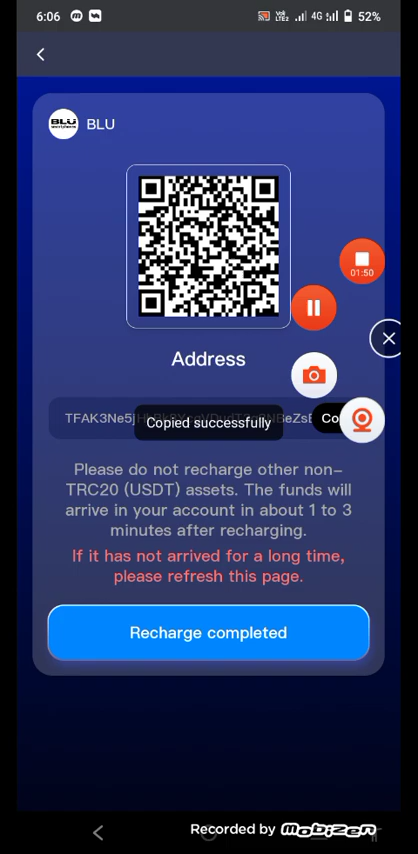 6:06 4G 52%
BLU
BLU
01:50
Address
TFAK3Ne5
Copied successfully
Please do not recharge other non-
TRC20 (USDT) assets. The funds will
arrive in your account in about 1 to 3
minutes after recharging.
If it has not arrived for a long time,
please refresh this page.
Recharge completed
Recorded by mobizen